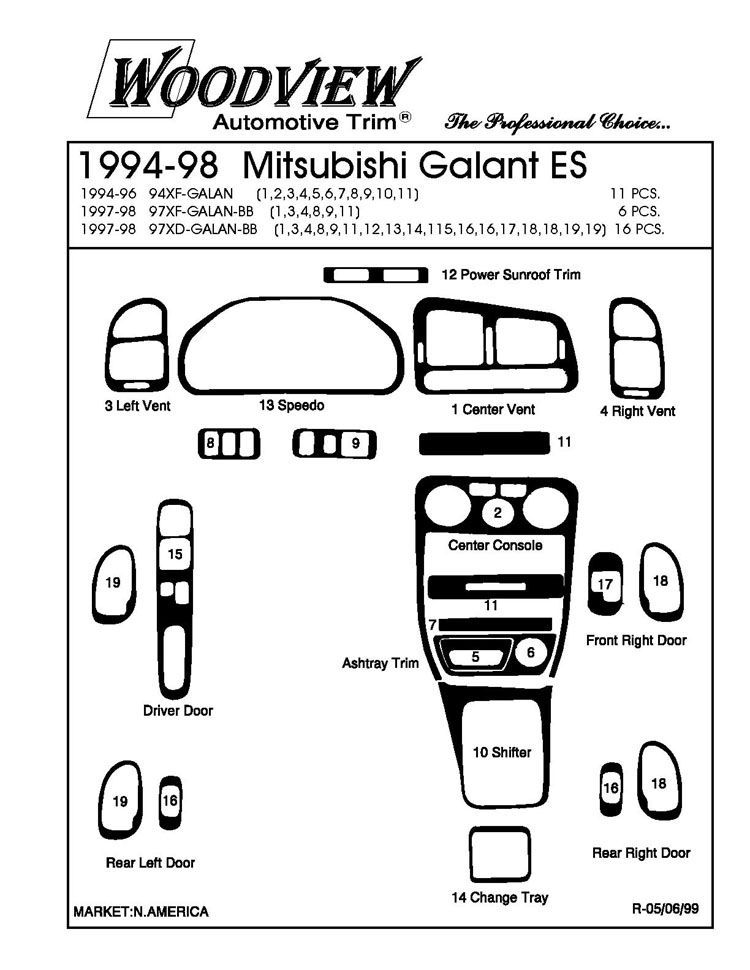 WOODVIEW
Automotive Trim®
The Professional Choice...
1994-98 Mitsubishi Galant ES
1994-96 94XF-GALAN (1,2,3,4,5,6,7,8,9,10,11) 11 PCS.
1997-98 97XF-GALAN-BB (1,3,4,8,9,11) 6 PCS.
1997-98 97XD-GALAN-BB (1,3,4,8,9,11,12,13,14,115,16,16,17,18,18,19,19) 16 PCS.
12 Power Sunroof Trim
3 Left Vent
13 Speedo
1 Center Vent
4 Right Vent
8
9
11
2
Center Console
15
19
17
18
11
7
Front Right Door
5
6
Ashtray Trim
Driver Door
10 Shifter
19
16
16
18
Rear Left Door
Rear Right Door
14 Change Tray
MARKET:N.AMERICA
R-05/06/99